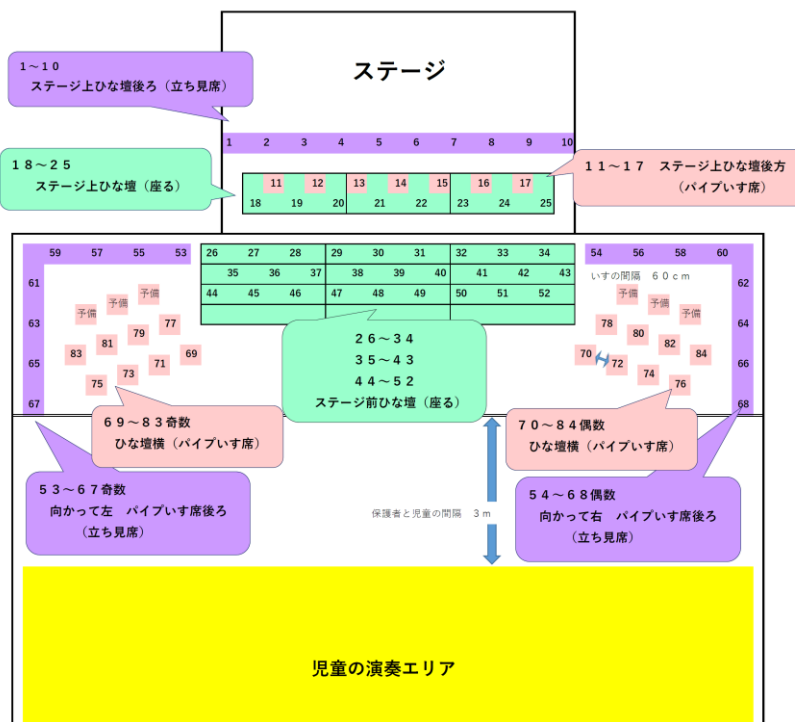 ステージ
1～10
ステージ上ひな壇後ろ（立ち見席）
1 2 3 4 5 6 7 8 9 10
１８～２５
ステージ上ひな壇（座る）
１１～１７　ステージ上ひな壇後方
（パイプいす席）
11 12 13 14 15 16 17
18 19 20 21 22 23 24 25
59 57 55 53
26 27 28 29 30 31 32 33 34
54 56 58 60
35 36 37 38 39 40 41 42 43
いすの間隔　６０ｃｍ
61
44 45 46 47 48 49 50 51 52
62
予備 予備 予備
予備 予備 予備
63 77 79 81 83
78 80 82 84 64
65 69 71 73 75
70 72 74 76 66
67
68
２６～３４
３５～４３
４４～５２
ステージ前ひな壇（座る）
６９～８３奇数
ひな壇横（パイプいす席）
７０～８４偶数
ひな壇横（パイプいす席）
５３～６７奇数
向かって左　パイプいす席後ろ
（立ち見席）
５４～６８偶数
向かって右　パイプいす席後ろ
（立ち見席）
保護者と児童の間隔　３ｍ
児童の演奏エリア